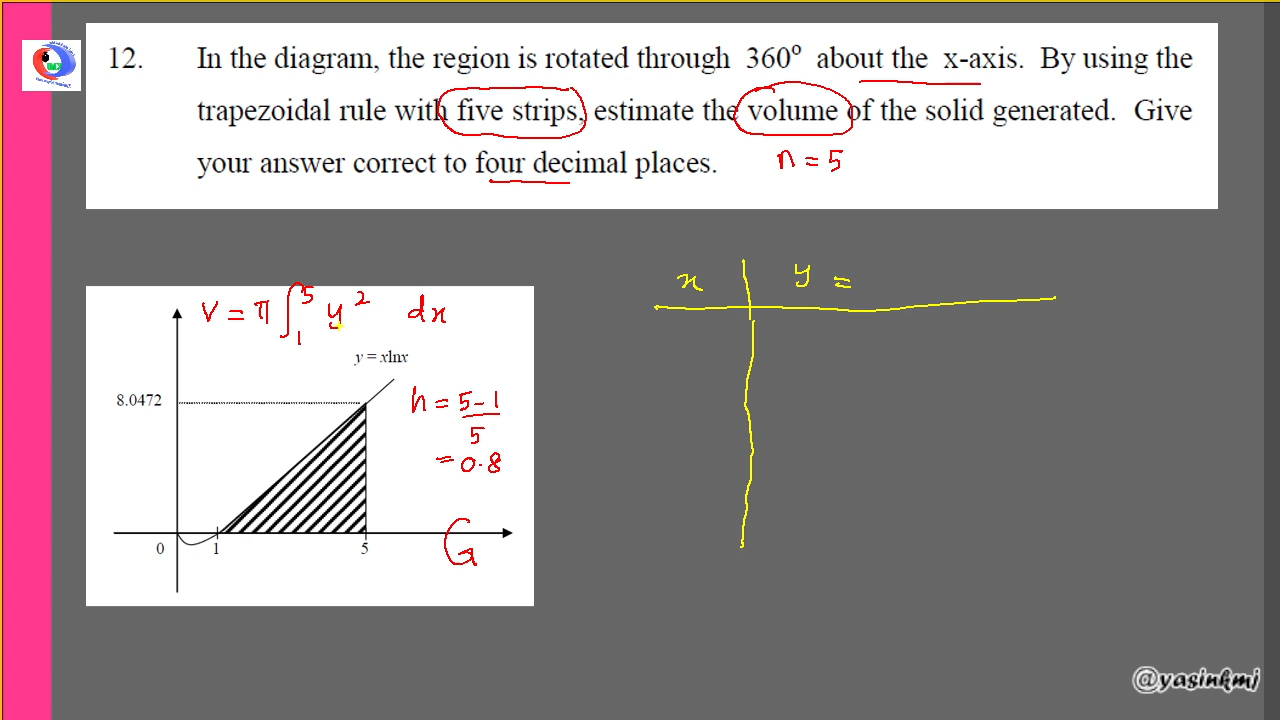 12. In the diagram, the region is rotated through 360° about the x-axis. By using the
trapezoidal rule with five strips, estimate the volume of the solid generated. Give
your answer correct to four decimal places.
n = 5
x | y =
V = π ∫₁⁵ y² dx
y = xlnx
8.0472
h = 5-1
5
= 0.8
0 1 5
@yasinkmj